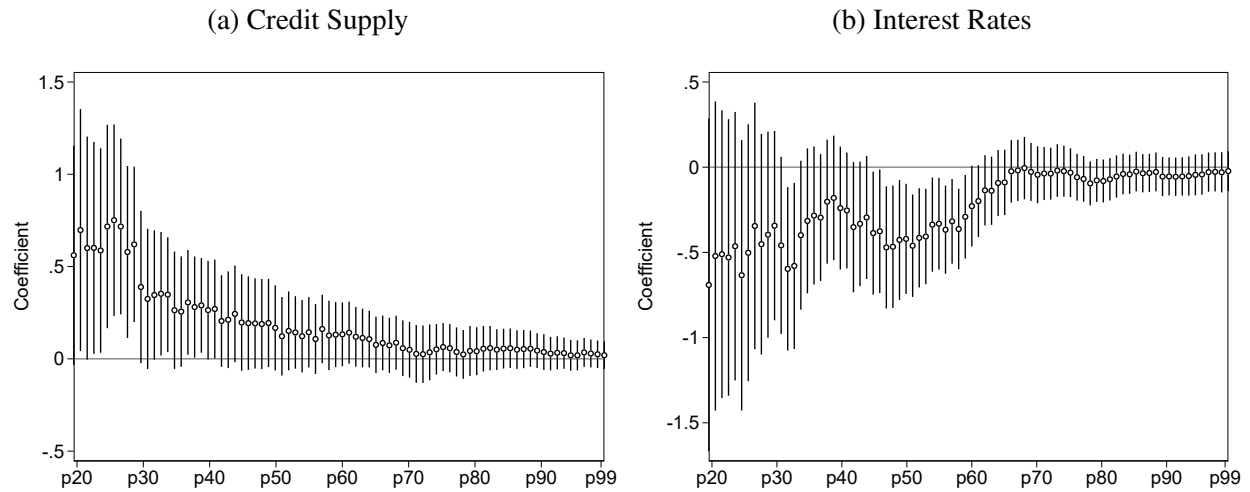 (a) Credit Supply
1.5
1
.5
0
-.5
Coefficient
p20 p30 p40 p50 p60 p70 p80 p90 p99
(b) Interest Rates
.5
0
-.5
-1
-1.5
Coefficient
p20 p30 p40 p50 p60 p70 p80 p90 p99